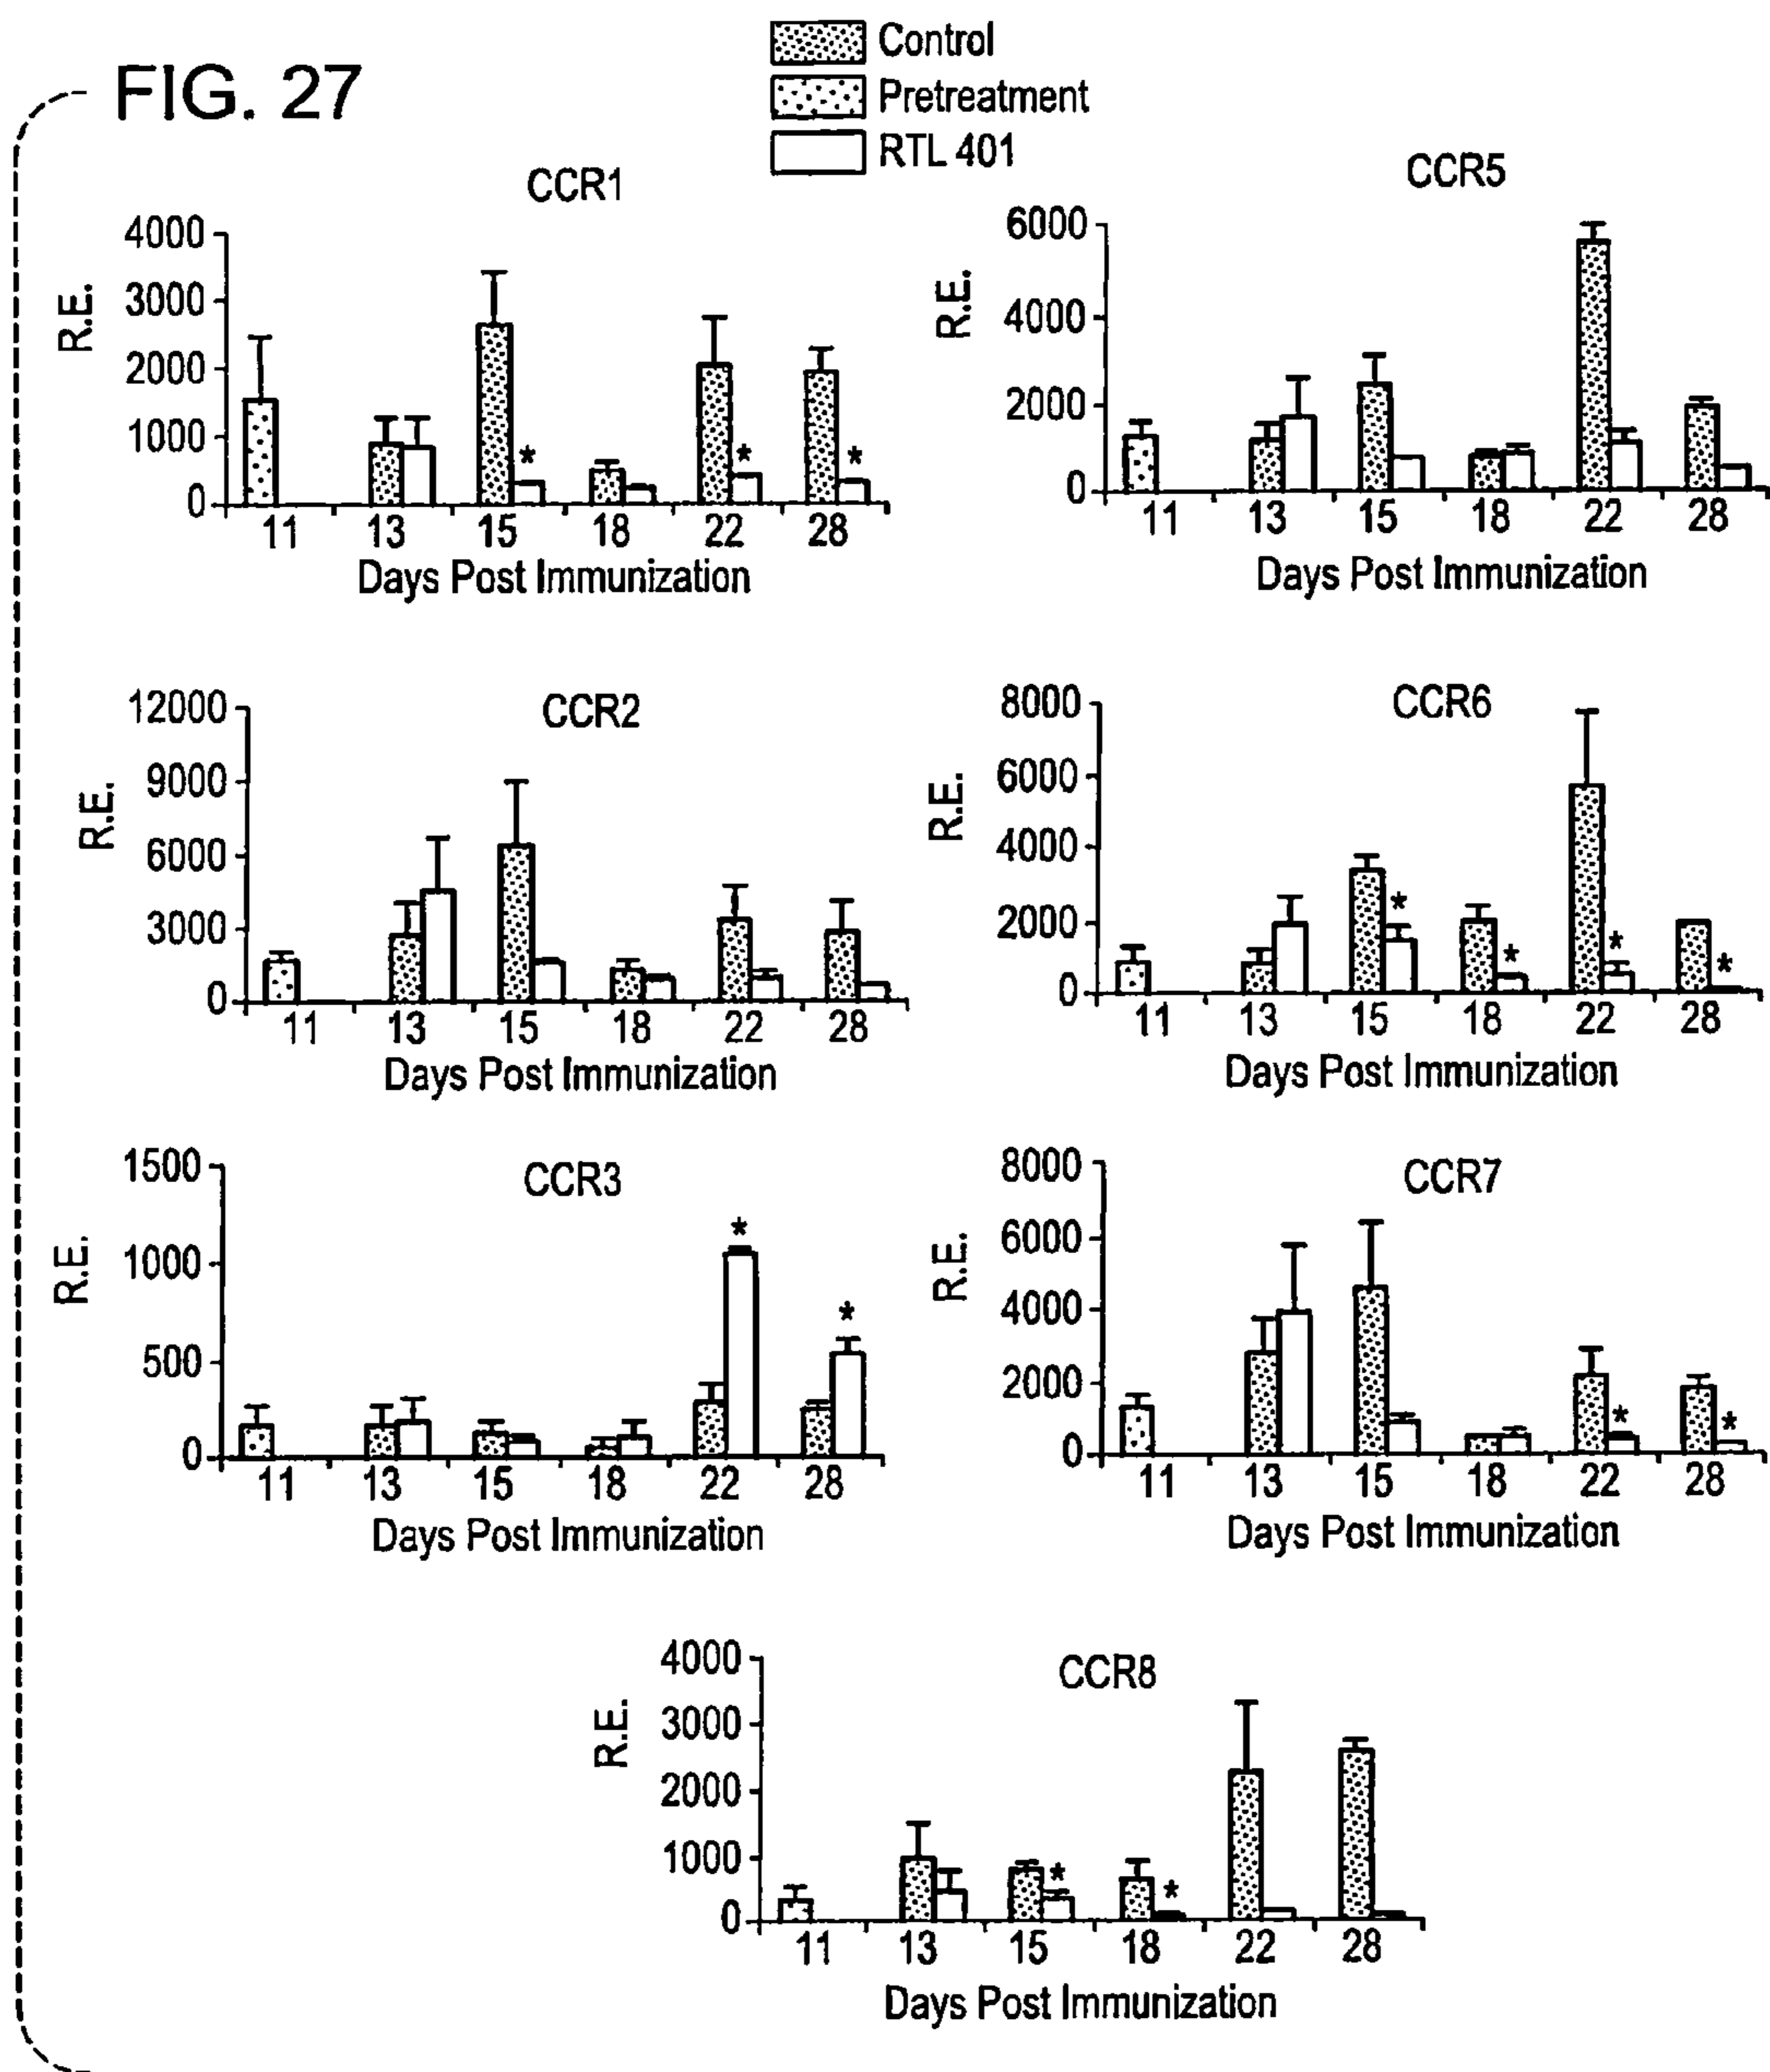 FIG. 27
Control
Pretreatment
RTL 401
CCR1
R.E.
4000
3000
2000
1000
0
*
*
*
11 13 15 18 22 28
Days Post Immunization
CCR5
R.E.
6000
4000
2000
0
11 13 15 18 22 28
Days Post Immunization
CCR2
R.E.
12000
9000
6000
3000
0
11 13 15 18 22 28
Days Post Immunization
CCR6
R.E.
8000
6000
4000
2000
0
*
*
*
*
11 13 15 18 22 28
Days Post Immunization
CCR3
R.E.
1500
1000
500
0
*
*
11 13 15 18 22 28
Days Post Immunization
CCR7
R.E.
8000
6000
4000
2000
0
*
*
11 13 15 18 22 28
Days Post Immunization
CCR8
R.E.
4000
3000
2000
1000
0
*
*
11 13 15 18 22 28
Days Post Immunization